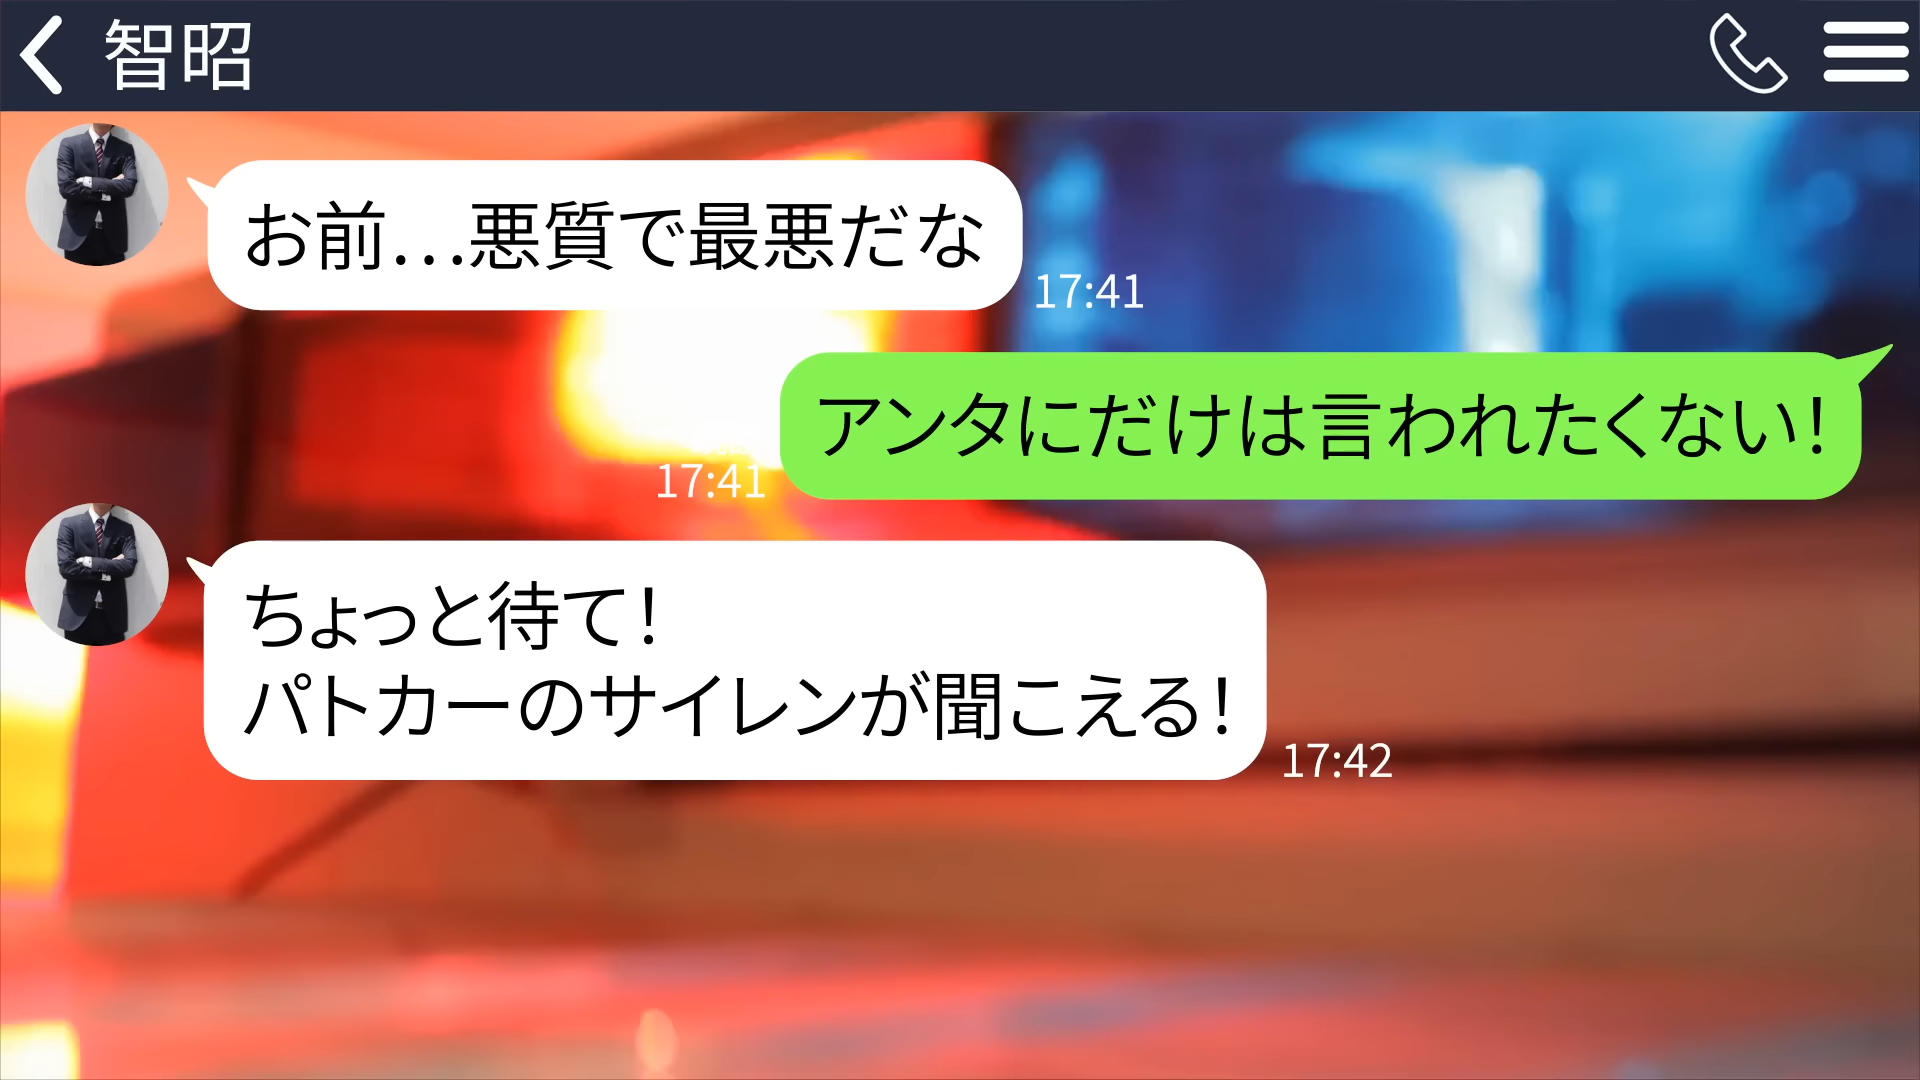 智昭
お前…悪質で最悪だな
17:41
アンタにだけは言われたくない！
17:41
ちょっと待て！
パトカーのサイレンが聞こえる！
17:42